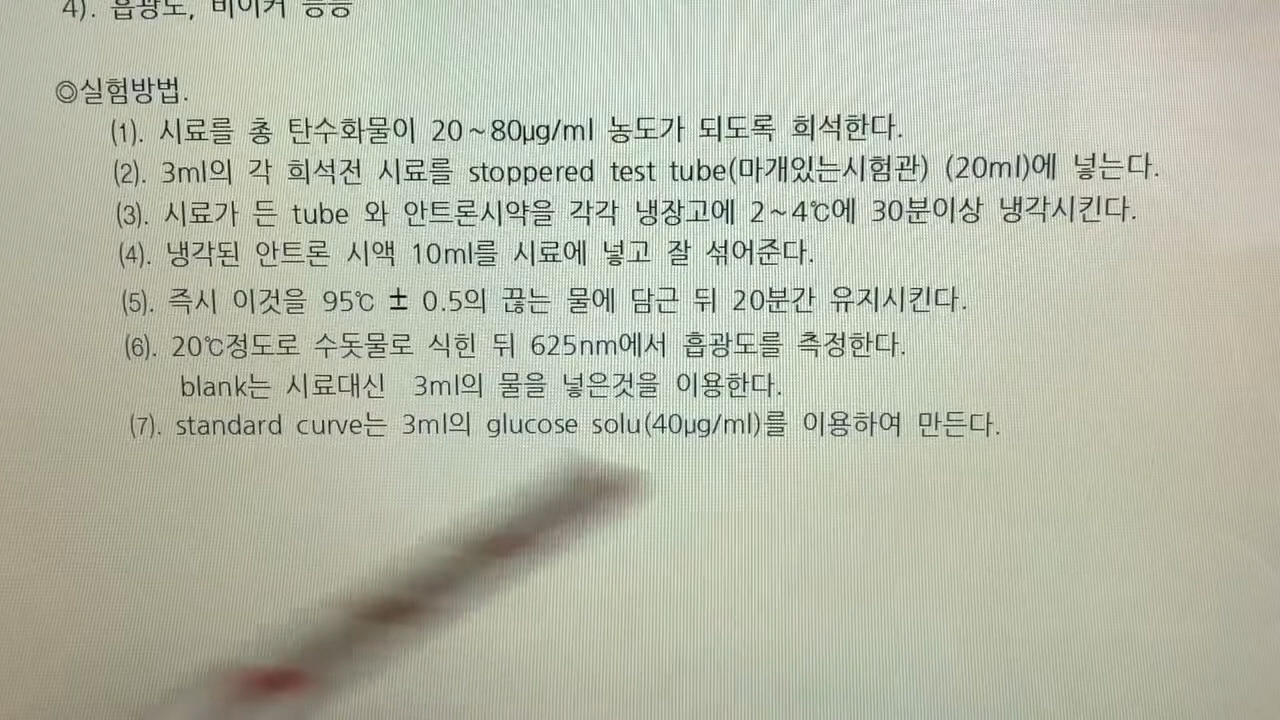 4). 흡광도, 비이커 등등
◎실험방법.
(1). 시료를 총 탄수화물이 20~80μg/ml 농도가 되도록 희석한다.
(2). 3ml의 각 희석전 시료를 stoppered test tube(마개있는시험관) (20ml)에 넣는다.
(3). 시료가 든 tube 와 안트론시약을 각각 냉장고에 2~4℃에 30분이상 냉각시킨다.
(4). 냉각된 안트론 시액 10ml를 시료에 넣고 잘 섞어준다.
(5). 즉시 이것을 95℃ ± 0.5의 끊는 물에 담근 뒤 20분간 유지시킨다.
(6). 20℃정도로 수돗물로 식힌 뒤 625nm에서 흡광도를 측정한다.
blank는 시료대신 3ml의 물을 넣은것을 이용한다.
(7). standard curve는 3ml의 glucose solu(40μg/ml)를 이용하여 만든다.